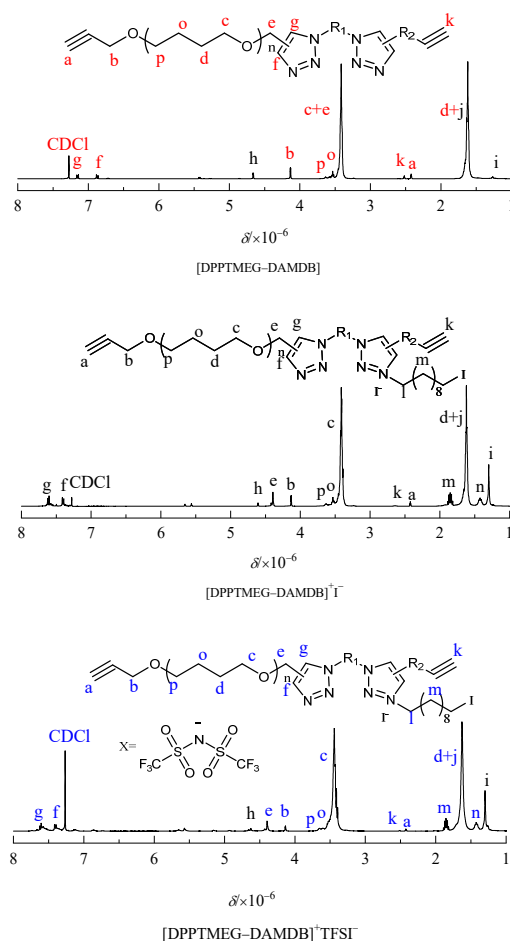 o c e g R₁ R₂ k
O O n N N
a b p d f N=N N=N
c+e d+j
CDCl
g f h b p o k a i
8 7 6 5 4 3 2 1
δ/×10⁻⁶
[DPPTMEG–DAMDB]
o c e g R₁ R₂ k
O O n N N
a b p d f N=N N=N m I
I⁻ l 8
c d+j
i
g f CDCl h e b p o k a m n
8 7 6 5 4 3 2 1
δ/×10⁻⁶
[DPPTMEG–DAMDB]⁺I⁻
o c e g R₁ R₂ k
O O n N N
a b p d f N=N N=N m I
I⁻ l 8
CDCl X= F₃C O S O N⁻ O S O CF₃ c d+j
i
g f h e b p o k a m n
8 7 6 5 4 3 2 1
δ/×10⁻⁶
[DPPTMEG–DAMDB]⁺TFSI⁻